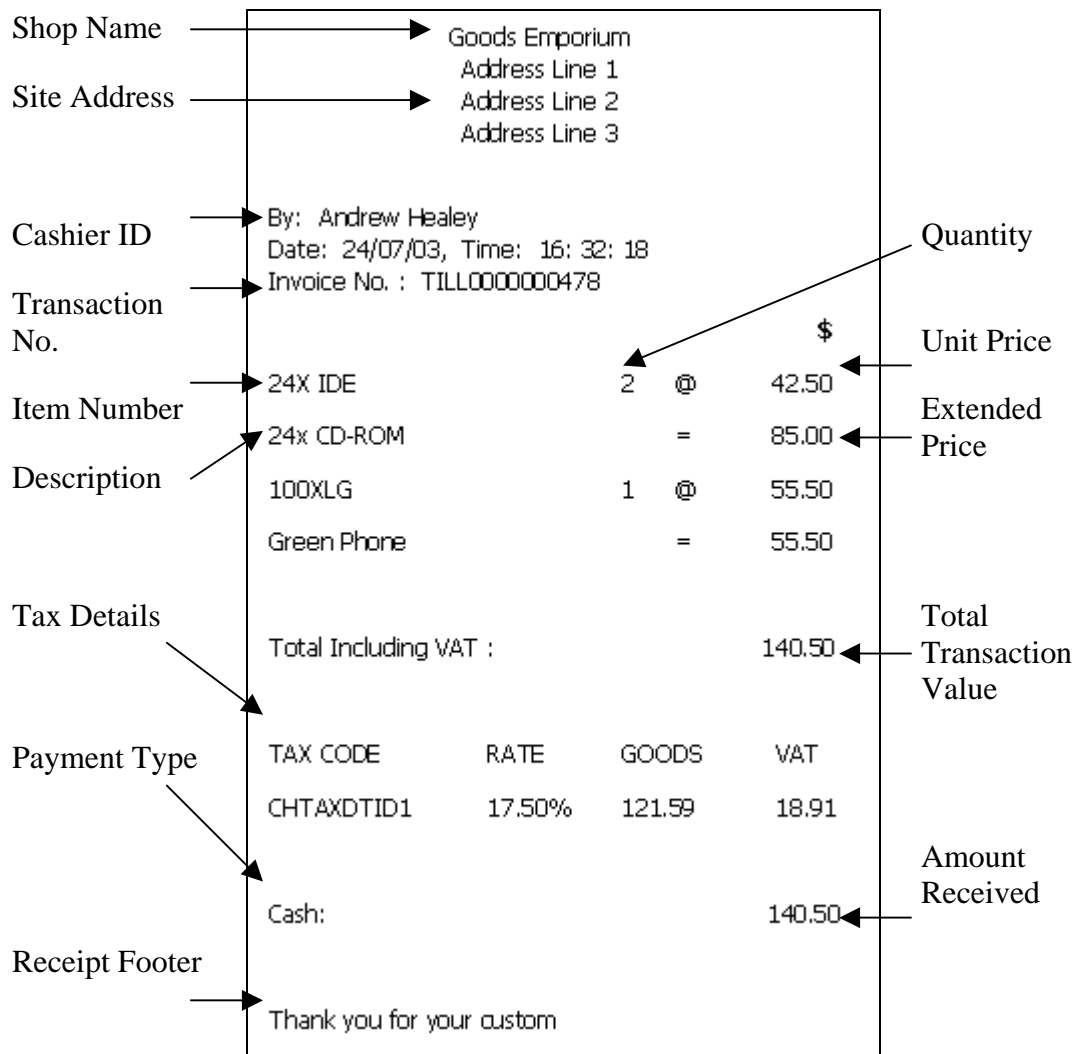 Shop Name
Goods Emporium
Address Line 1
Site Address
Address Line 2
Address Line 3
Cashier ID
By: Andrew Healey
Date: 24/07/03, Time: 16: 32: 18
Quantity
Transaction
No.
Invoice No. : TILL0000000478
$
Unit Price
Item Number
24X IDE 2 @ 42.50
Description
24x CD-ROM = 85.00
Extended
Price
100XLG 1 @ 55.50
Green Phone = 55.50
Tax Details
Total Including VAT : 140.50
Total
Transaction
Value
Payment Type
TAX CODE RATE GOODS VAT
CHTAXDTID1 17.50% 121.59 18.91
Amount
Received
Cash: 140.50
Receipt Footer
Thank you for your custom